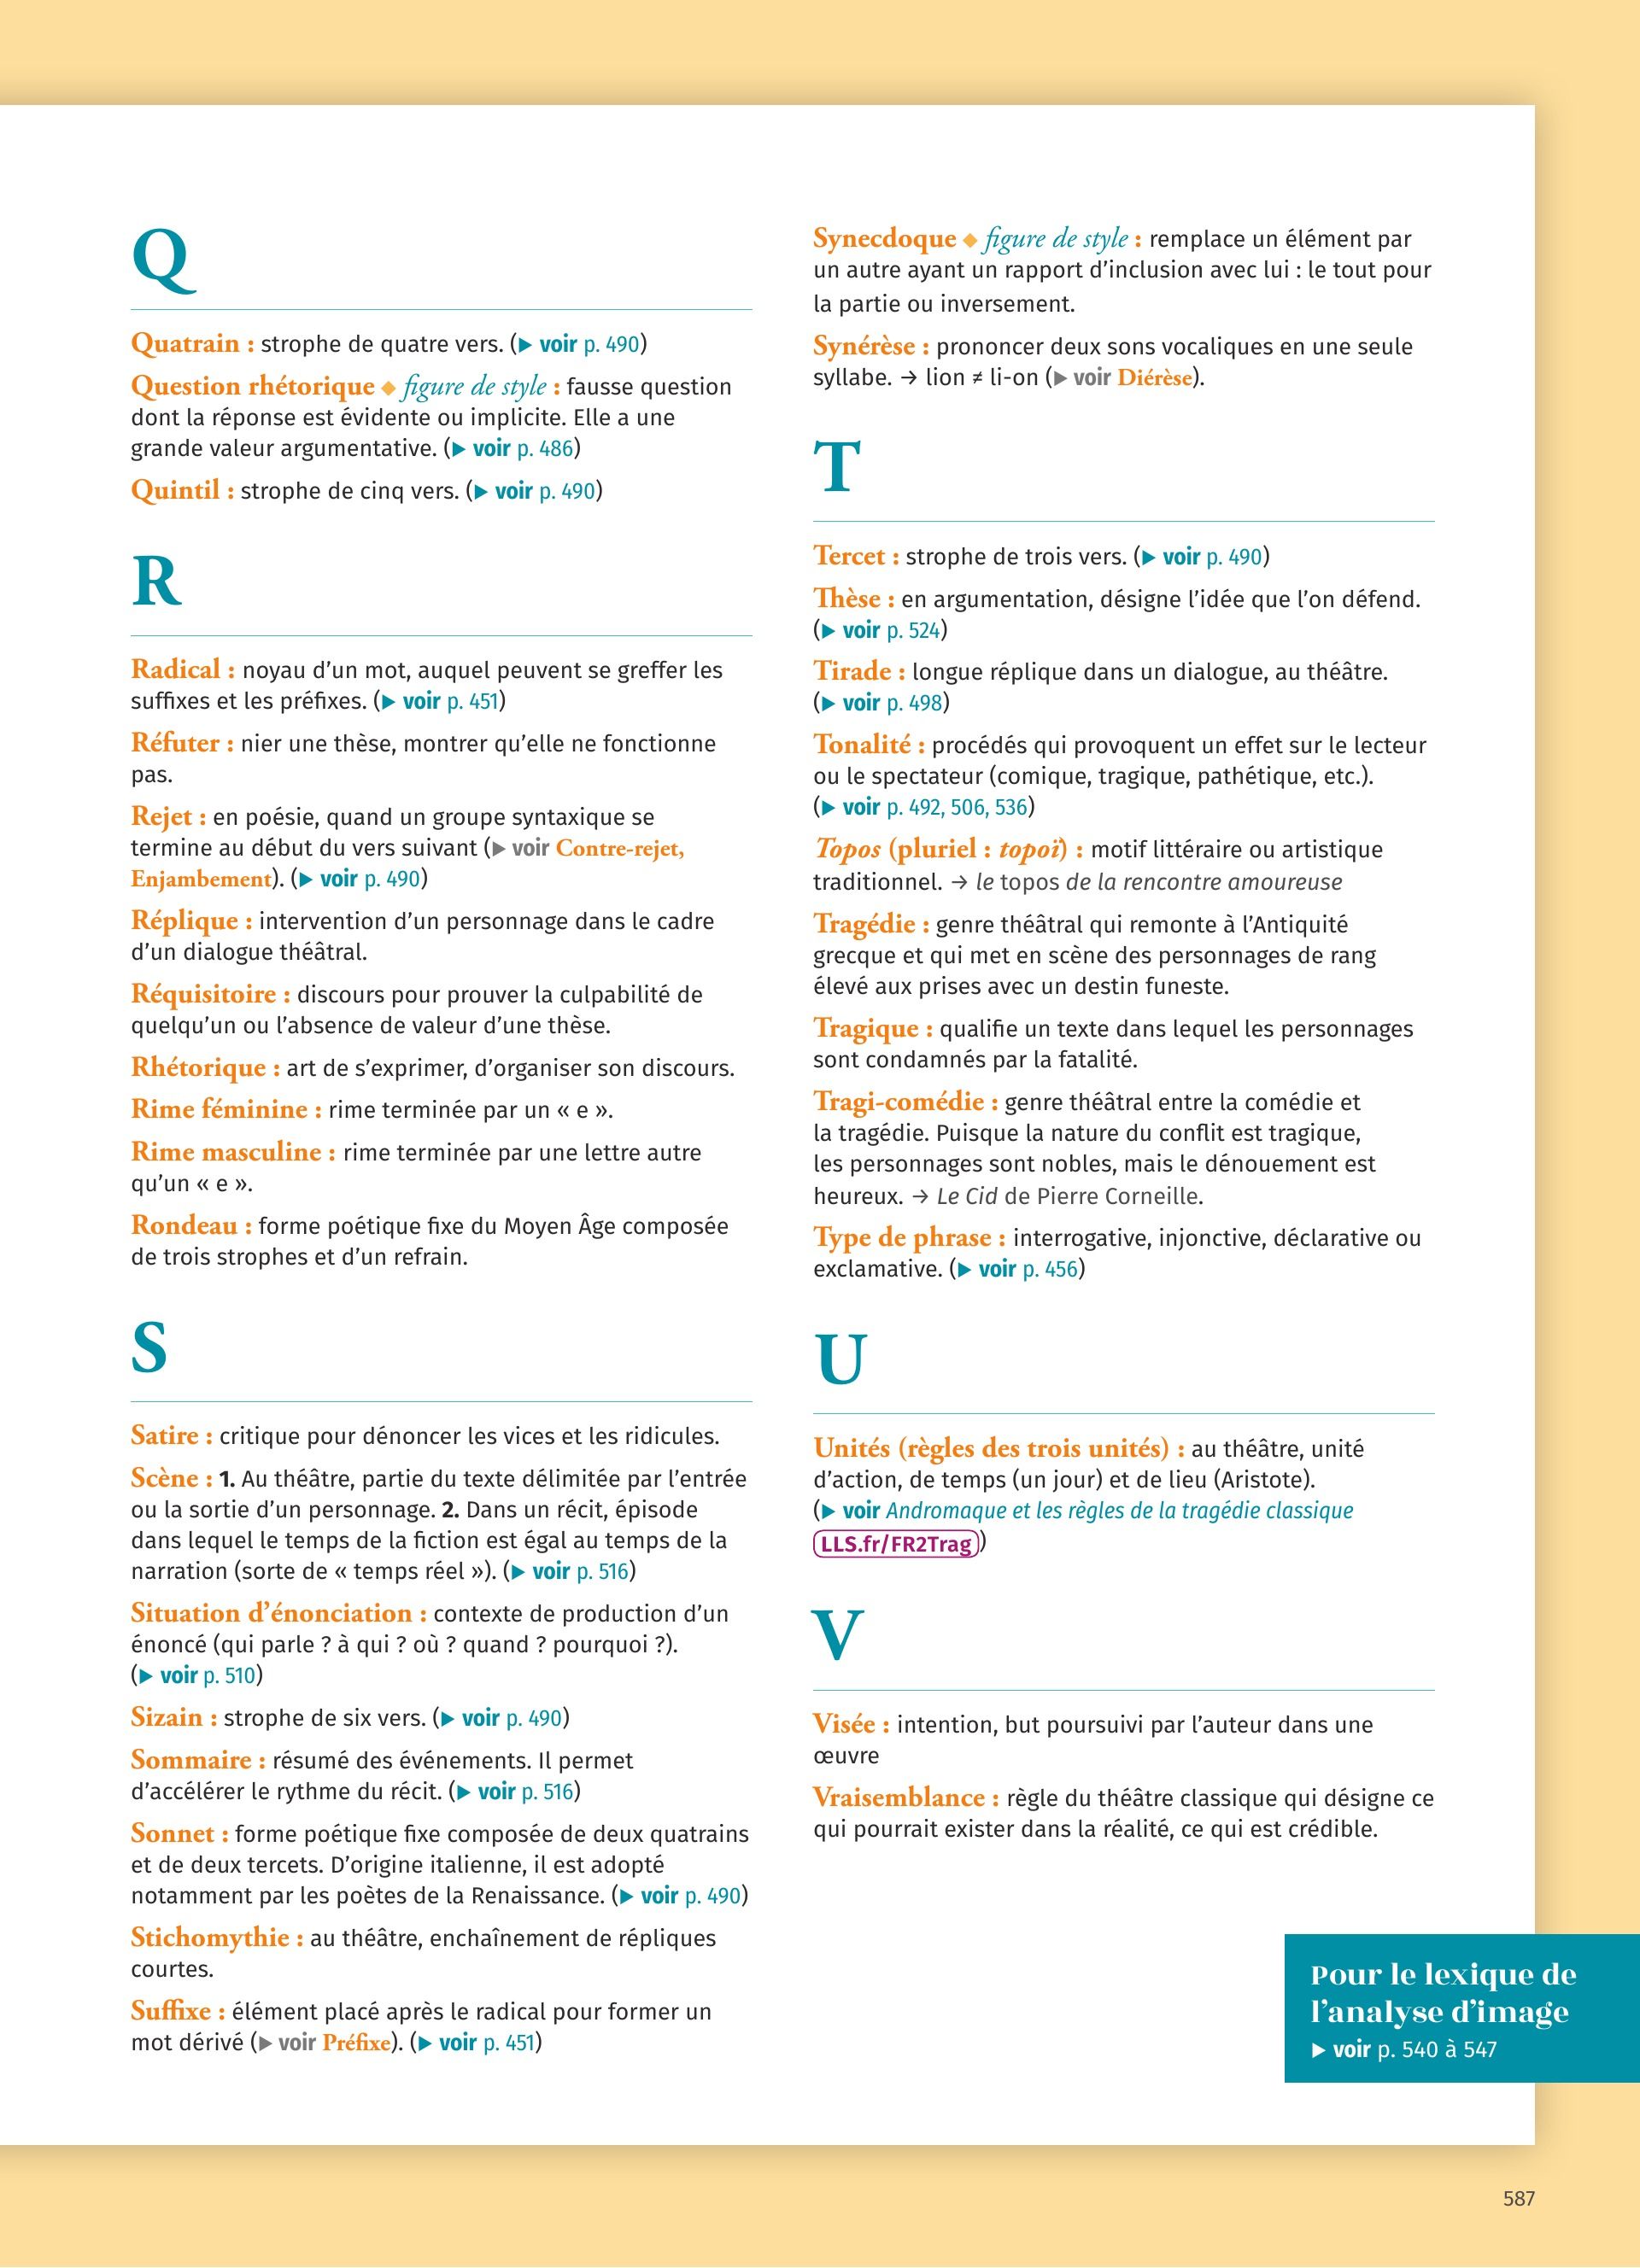 Q
Quatrain : strophe de quatre vers. (▶ voir p. 490)
Question rhétorique ◆ figure de style : fausse question
dont la réponse est évidente ou implicite. Elle a une
grande valeur argumentative. (▶ voir p. 486)
Quintil : strophe de cinq vers. (▶ voir p. 490)
R
Radical : noyau d’un mot, auquel peuvent se greffer les
suffixes et les préfixes. (▶ voir p. 451)
Réfuter : nier une thèse, montrer qu’elle ne fonctionne
pas.
Rejet : en poésie, quand un groupe syntaxique se
termine au début du vers suivant (▶ voir Contre-rejet,
Enjambement). (▶ voir p. 490)
Réplique : intervention d’un personnage dans le cadre
d’un dialogue théâtral.
Réquisitoire : discours pour prouver la culpabilité de
quelqu’un ou l’absence de valeur d’une thèse.
Rhétorique : art de s’exprimer, d’organiser son discours.
Rime féminine : rime terminée par un « e ».
Rime masculine : rime terminée par une lettre autre
qu’un « e ».
Rondeau : forme poétique fixe du Moyen Âge composée
de trois strophes et d’un refrain.
S
Satire : critique pour dénoncer les vices et les ridicules.
Scène : 1. Au théâtre, partie du texte délimitée par l’entrée
ou la sortie d’un personnage. 2. Dans un récit, épisode
dans lequel le temps de la fiction est égal au temps de la
narration (sorte de « temps réel »). (▶ voir p. 516)
Situation d’énonciation : contexte de production d’un
énoncé (qui parle ? à qui ? où ? quand ? pourquoi ?).
(▶ voir p. 510)
Sizain : strophe de six vers. (▶ voir p. 490)
Sommaire : résumé des événements. Il permet
d’accélérer le rythme du récit. (▶ voir p. 516)
Sonnet : forme poétique fixe composée de deux quatrains
et de deux tercets. D’origine italienne, il est adopté
notamment par les poètes de la Renaissance. (▶ voir p. 490)
Stichomythie : au théâtre, enchaînement de répliques
courtes.
Suffixe : élément placé après le radical pour former un
mot dérivé (▶ voir Préfixe). (▶ voir p. 451)
Synecdoque ◆ figure de style : remplace un élément par
un autre ayant un rapport d’inclusion avec lui : le tout pour
la partie ou inversement.
Synérèse : prononcer deux sons vocaliques en une seule
syllabe. → lion ≠ li-on (▶ voir Diérèse).
T
Tercet : strophe de trois vers. (▶ voir p. 490)
Thèse : en argumentation, désigne l’idée que l’on défend.
(▶ voir p. 524)
Tirade : longue réplique dans un dialogue, au théâtre.
(▶ voir p. 498)
Tonalité : procédés qui provoquent un effet sur le lecteur
ou le spectateur (comique, tragique, pathétique, etc.).
(▶ voir p. 492, 506, 536)
Topos (pluriel : topoï) : motif littéraire ou artistique
traditionnel. → le topos de la rencontre amoureuse
Tragédie : genre théâtral qui remonte à l’Antiquité
grecque et qui met en scène des personnages de rang
élevé aux prises avec un destin funeste.
Tragique : qualifie un texte dans lequel les personnages
sont condamnés par la fatalité.
Tragi-comédie : genre théâtral entre la comédie et
la tragédie. Puisque la nature du conflit est tragique,
les personnages sont nobles, mais le dénouement est
heureux. → Le Cid de Pierre Corneille.
Type de phrase : interrogative, injonctive, déclarative ou
exclamative. (▶ voir p. 456)
U
Unités (règles des trois unités) : au théâtre, unité
d’action, de temps (un jour) et de lieu (Aristote).
(▶ voir Andromaque et les règles de la tragédie classique
LLS.fr/FR2Trag)
V
Visée : intention, but poursuivi par l’auteur dans une
œuvre
Vraisemblance : règle du théâtre classique qui désigne ce
qui pourrait exister dans la réalité, ce qui est crédible.
Pour le lexique de
l’analyse d’image
▶ voir p. 540 à 547
587